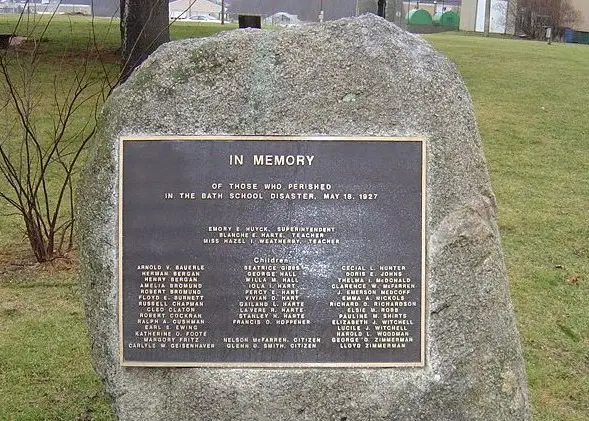 IN MEMORY
OF THOSE WHO PERISHED
IN THE BATH SCHOOL DISASTER, MAY 18, 1927
EMORY E. HUYCK, SUPERINTENDENT
BLANCHE E. HARTE, TEACHER
MISS HAZEL I. WEATHERBY, TEACHER
Children
ARNOLD V. BAUERLE
HERMAN BERGAN
HENRY BERGAN
AMELIA BROMUND
ROBERT BROMUND
FLOYD E. BURNETT
RUSSELL CHAPMAN
CLEO CLAYTON
ROBERT COCHRAN
RALPH A. CUSHMAN
EARL E. EWING
KATHERINE O. FOOTE
MARGORY FRITZ
CARLYLE W. GEISENHAVER
BEATRICE GIBBS
GEORGE HALL
WILLA M. HALL
IOLA I. HART
PERCY E. HART
VIVIAN O. HART
GAILAND L. HARTE
LAVERE R. HARTE
STANLEY H. HARTE
FRANCIS O. HOPPENER
NELSON McFARREN, CITIZEN
GLENN G. SMITH, CITIZEN
CECIAL L. HUNTER
DORIS E. JOHNS
THELMA I. McDONALD
CLARENCE W. McFARREN
J. EMERSON MEDCOFF
EMMA A. NICKOLS
RICHARD D. RICHARDSON
ELSIE M. ROBB
PAULINE M. SHIRTS
ELIZABETH J. WITCHELL
LUCILE J. WITCHELL
HAROLD L. WOODMAN
GEORGE O. ZIMMERMAN
LLOYD ZIMMERMAN